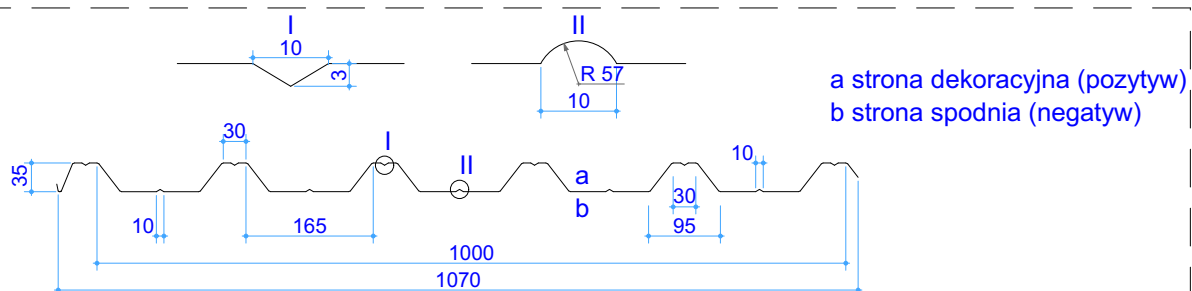 I
II
10
3
R 57
10
a strona dekoracyjna (pozytyw)
b strona spodnia (negatyw)
30
I
II
10
35
a
b
30
10
165
95
1000
1070